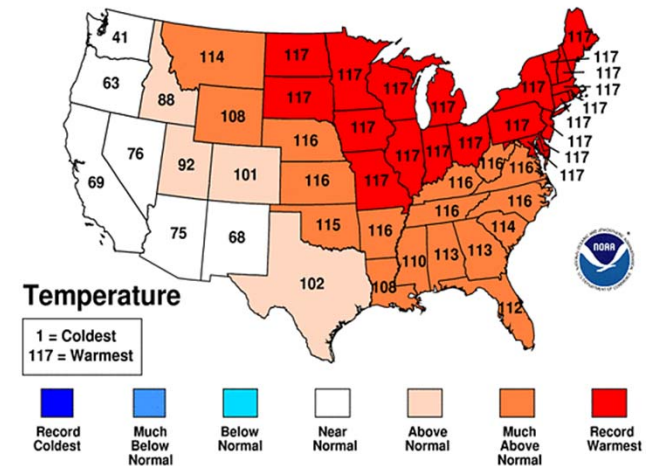 41
117
114
117
117
117
117
117
63
117
117
88
117
117
117
108
117
117
117
116
117
117
117
117
117
76
92
101
116
117
116
116
116
69
116
116
75
68
115
116
114
102
110
113
113
108
112
NOAA
Temperature
1 = Coldest
117 = Warmest
Record
Coldest
Much
Below
Normal
Below
Normal
Near
Normal
Above
Normal
Much
Above
Normal
Record
Warmest